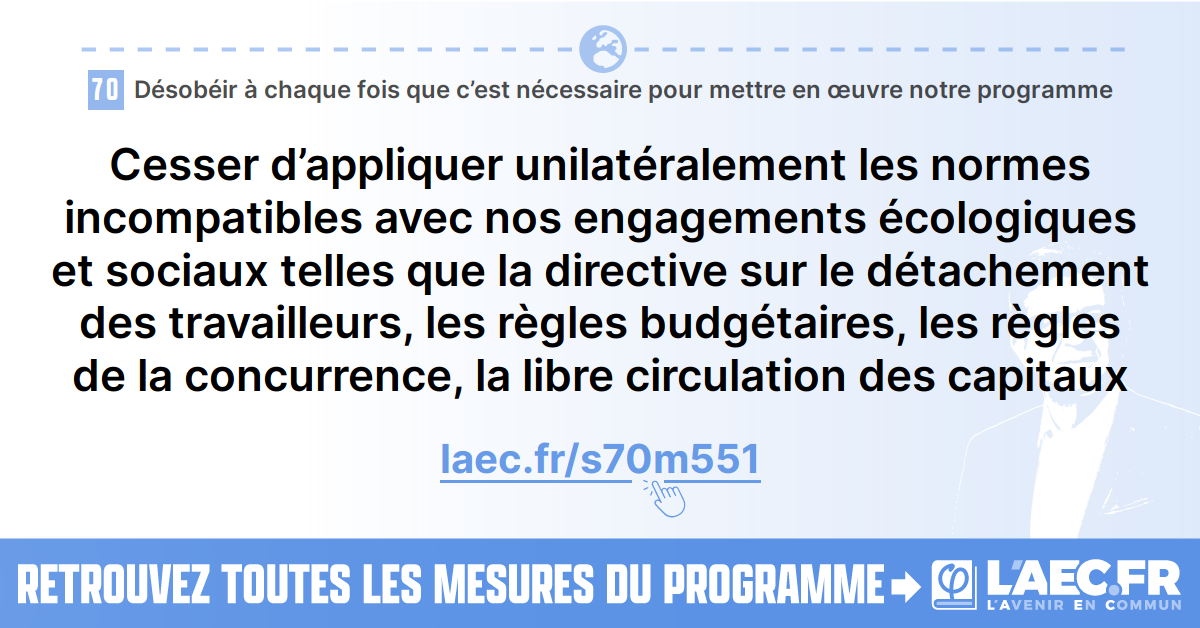 70 Désobéir à chaque fois que c’est nécessaire pour mettre en œuvre notre programme
Cesser d’appliquer unilatéralement les normes
incompatibles avec nos engagements écologiques
et sociaux telles que la directive sur le détachement
des travailleurs, les règles budgétaires, les règles
de la concurrence, la libre circulation des capitaux
laec.fr/s70m551
RETROUVEZ TOUTES LES MESURES DU PROGRAMME
φ L'AEC.FR
L'AVENIR EN COMMUN